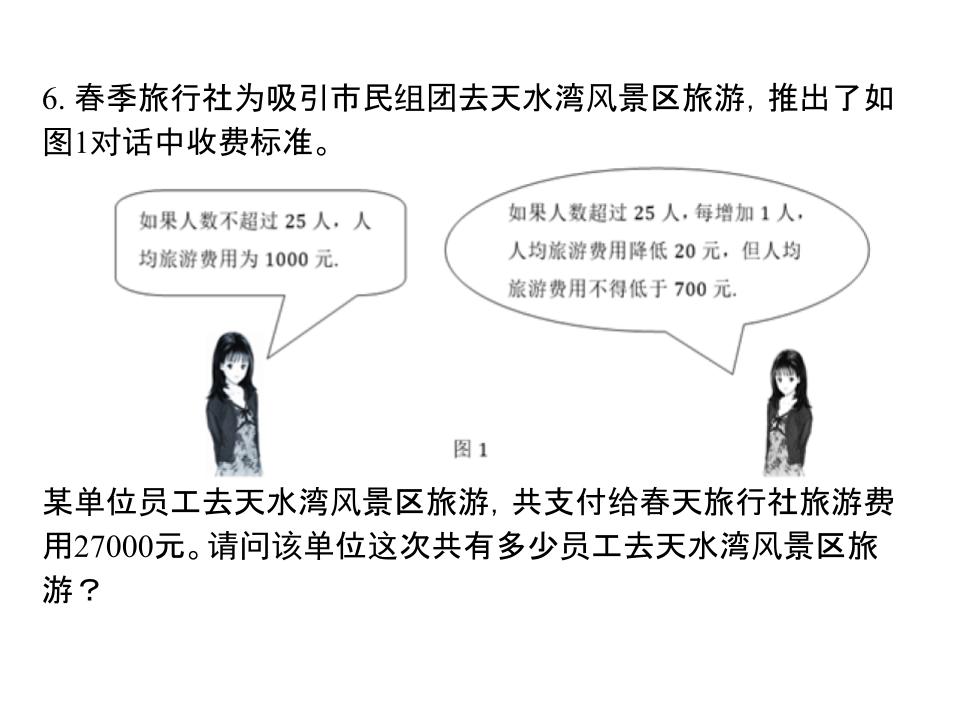 6. 春季旅行社为吸引市民组团去天水湾风景区旅游，推出了如
图1对话中收费标准。
如果人数不超过 25 人，人
均旅游费用为 1000 元.
如果人数超过 25 人，每增加 1 人，
人均旅游费用降低 20 元，但人均
旅游费用不得低于 700 元.
图 1
某单位员工去天水湾风景区旅游，共支付给春天旅行社旅游费
用27000元。请问该单位这次共有多少员工去天水湾风景区旅
游？